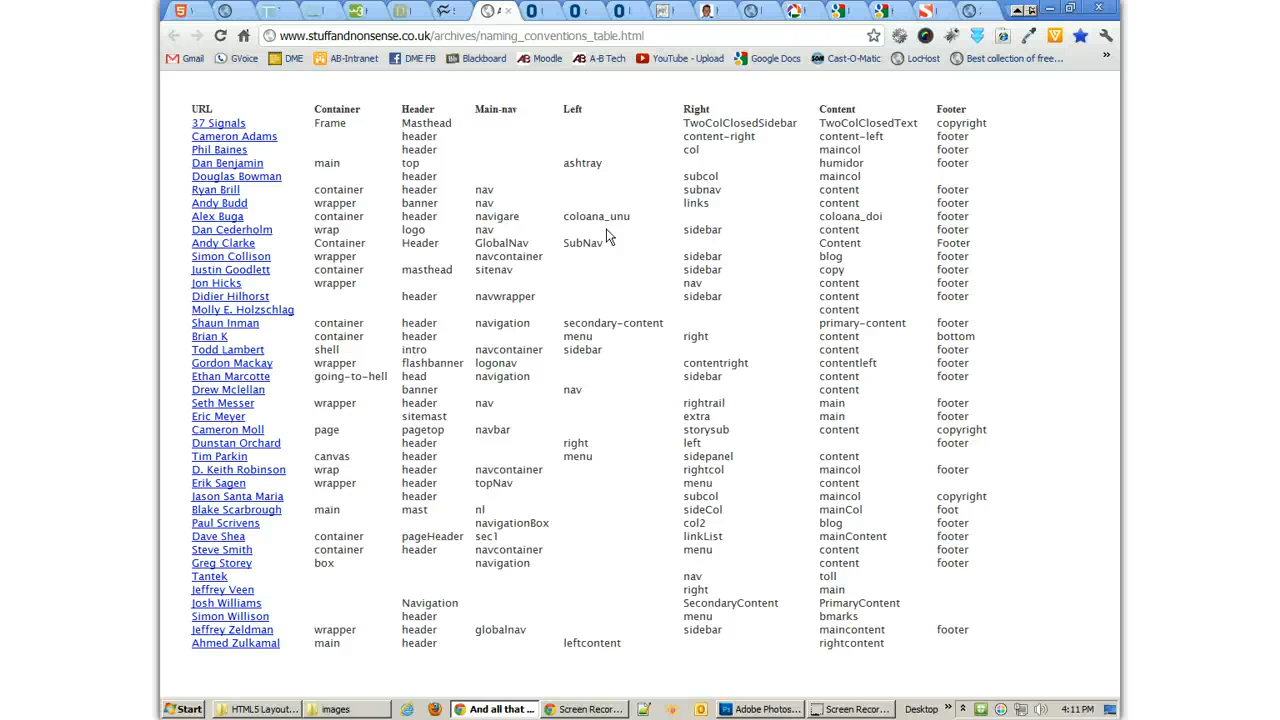 www.stuffandnonsense.co.uk/archives/naming_conventions_table.html
Gmail GVoice DME AB-Intranet DME FB Blackboard Moodle A-B Tech YouTube - Upload Google Docs Cast-O-Matic LocHost Best collection of free... »
URL Container Header Main-nav Left Right Content Footer
37 Signals Frame Masthead TwoColClosedSidebar TwoColClosedText copyright
Cameron Adams header content-right content-left footer
Phil Baines header col maincol footer
Dan Benjamin main top ashtray humidor footer
Douglas Bowman header subcol maincol footer
Ryan Brill container header nav subnav content footer
Andy Budd wrapper banner nav links content footer
Alex Buga container header navigare coloana_unu coloana_doi footer
Dan Cederholm wrap logo nav sidebar content footer
Andy Clarke Container Header GlobalNav SubNav Content Footer
Simon Collison wrapper navcontainer sidebar blog footer
Justin Goodlett container masthead sitenav sidebar copy footer
Jon Hicks wrapper nav content footer
Didier Hilhorst header navwrapper sidebar content footer
Molly E. Holzschlag content
Shaun Inman container header navigation secondary-content primary-content footer
Brian K container header menu right content bottom
Todd Lambert shell intro navcontainer sidebar content footer
Gordon Mackay wrapper flashbanner logonav contentright contentleft footer
Ethan Marcotte going-to-hell head navigation sidebar content footer
Drew Mclellan banner nav content
Seth Messer wrapper header nav rightrail main footer
Eric Meyer sitemast extra main footer
Cameron Moll page pagetop navbar storysub content copyright
Dunstan Orchard header right left footer
Tim Parkin canvas header menu sidepanel content
D. Keith Robinson wrap header navcontainer rightcol maincol footer
Erik Sagen wrapper header topNav menu content
Jason Santa Maria header subcol maincol copyright
Blake Scarbrough main mast nl sideCol mainCol foot
Paul Scrivens navigationBox col2 blog footer
Dave Shea container pageHeader sec1 linkList mainContent footer
Steve Smith container header navcontainer menu content footer
Greg Storey box navigation content footer
Tantek nav toll
Jeffrey Veen right main
Josh Williams Navigation SecondaryContent PrimaryContent
Simon Willison header menu bmarks
Jeffrey Zeldman wrapper header globalnav sidebar maincontent footer
Ahmed Zulkamal main header leftcontent rightcontent
Start HTML5 Layout... images And all that ... Screen Recor... Adobe Photos... Screen Recor... Desktop » 4:11 PM